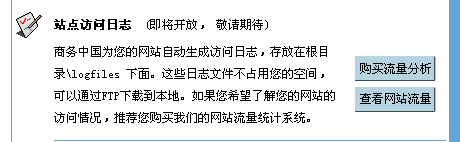 站点访问日志 (即将开放,敬请期待)
商务中国为您的网站自动生成访问日志,存放在根目
录\logfiles 下面。这些日志文件不占用您的空间,
可以通过FTP下载到本地。如果您希望了解您的网站的
访问情况,推荐您购买我们的网站流量统计系统。
购买流量分析
查看网站流量